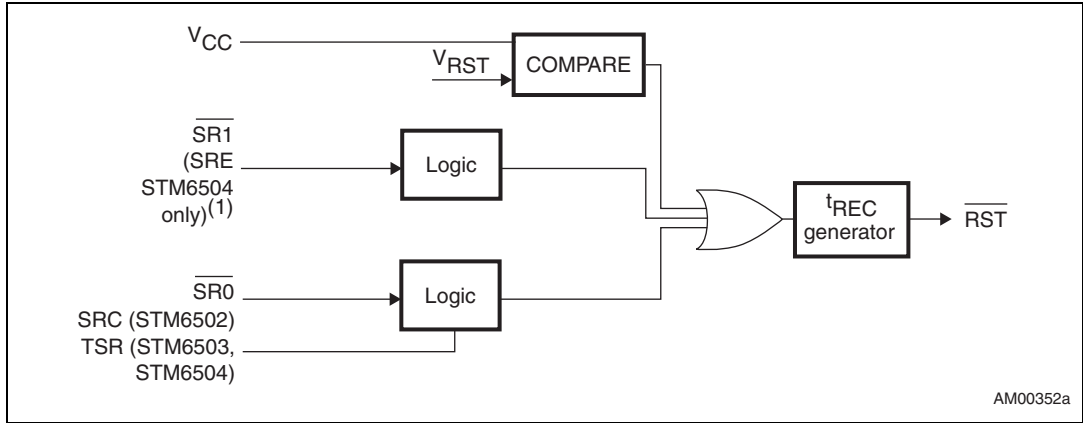 VCC
VRST
COMPARE
SR1
(SRE
STM6504
only)(1)
Logic
tREC
generator
RST
SR0
SRC (STM6502)
TSR (STM6503,
STM6504)
Logic
AM00352a